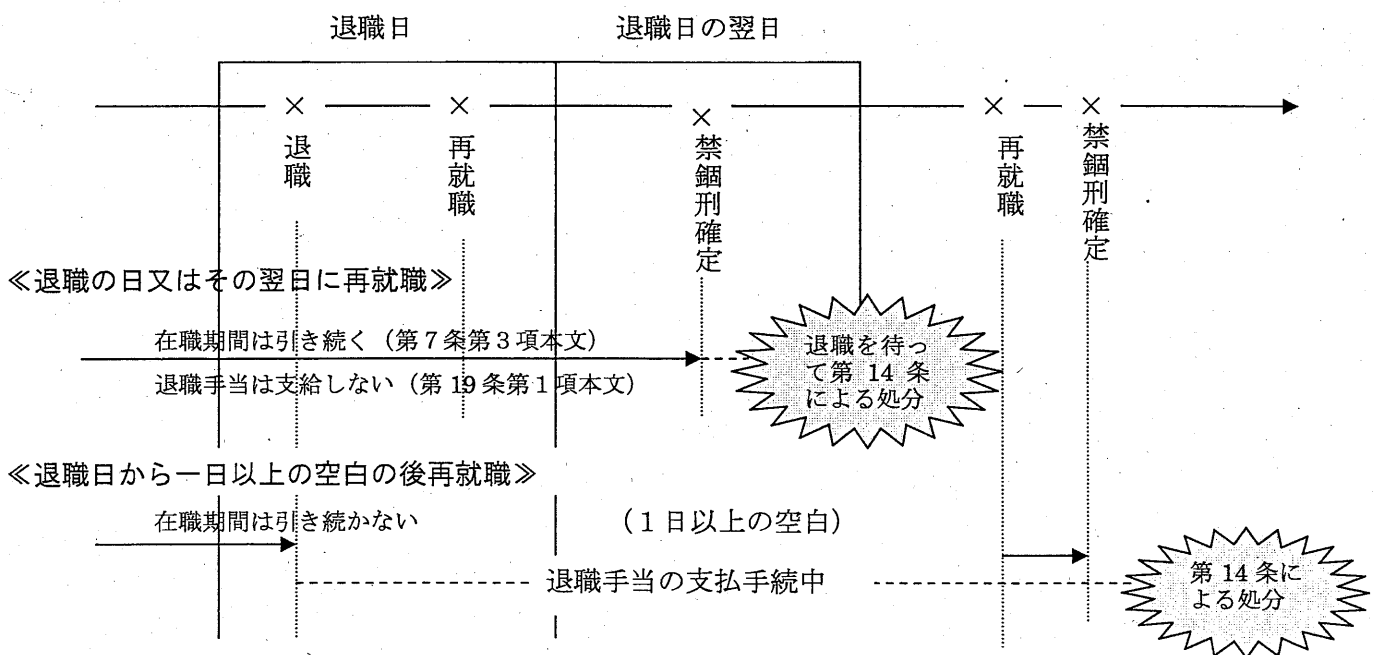 退職日
退職日の翌日
×
×
×
×
×
退職
再就職
禁錮刑確定
再就職
禁錮刑確定
≪退職の日又はその翌日に再就職≫
在職期間は引き続く（第７条第３項本文）
退職手当は支給しない（第19条第１項本文）
退職を待っ
て第 14 条
による処分
≪退職日から一日以上の空白の後再就職≫
在職期間は引き続かない
（１日以上の空白）
退職手当の支払手続中
第 14 条に
よる処分